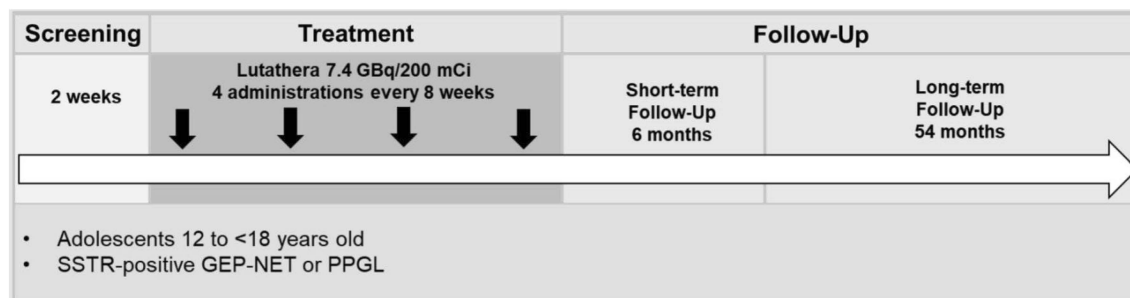 Screening
Treatment
Follow-Up
2 weeks
Lutathera 7.4 GBq/200 mCi
4 administrations every 8 weeks
Short-term
Follow-Up
6 months
Long-term
Follow-Up
54 months
• Adolescents 12 to <18 years old
• SSTR-positive GEP-NET or PPGL